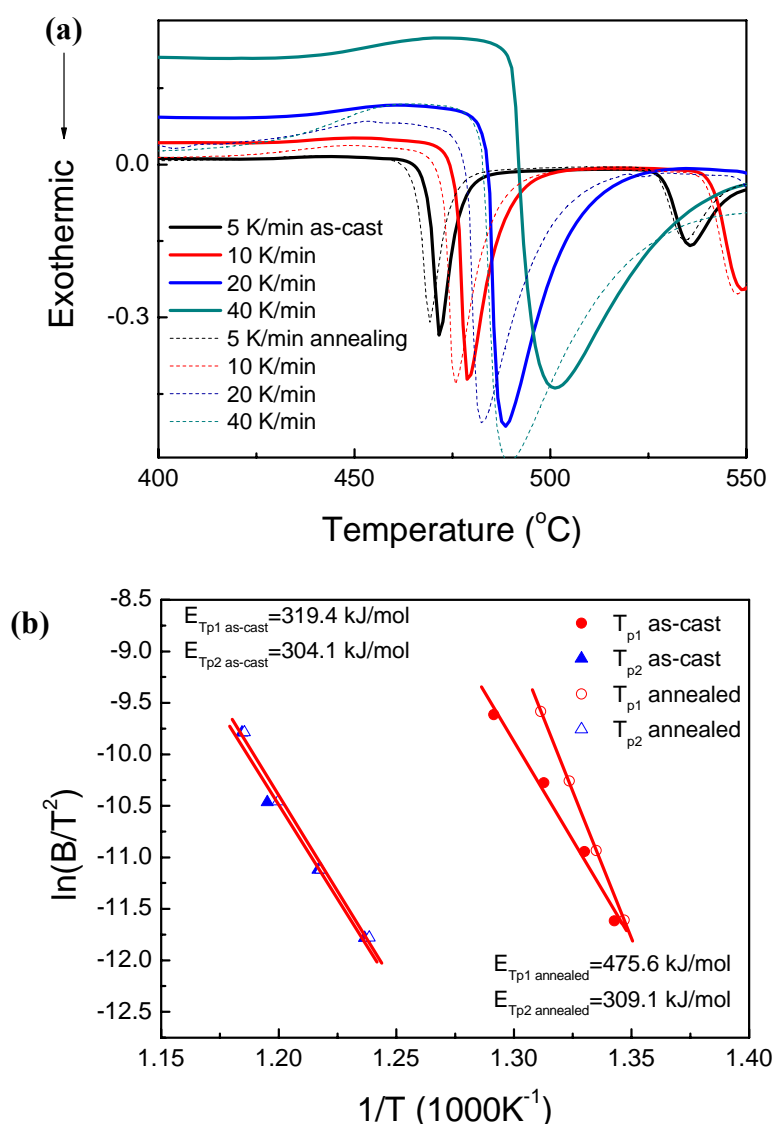 (a)
Exothermic
0.0
-0.3
5 K/min as-cast
10 K/min
20 K/min
40 K/min
5 K/min annealing
10 K/min
20 K/min
40 K/min
400 450 500 550
Temperature (°C)
(b)
ln(B/T²)
-8.5
-9.0
-9.5
-10.0
-10.5
-11.0
-11.5
-12.0
-12.5
E_Tp1 as-cast=319.4 kJ/mol
E_Tp2 as-cast=304.1 kJ/mol
T_p1 as-cast
T_p2 as-cast
T_p1 annealed
T_p2 annealed
E_Tp1 annealed=475.6 kJ/mol
E_Tp2 annealed=309.1 kJ/mol
1.15 1.20 1.25 1.30 1.35 1.40
1/T (1000K⁻¹)